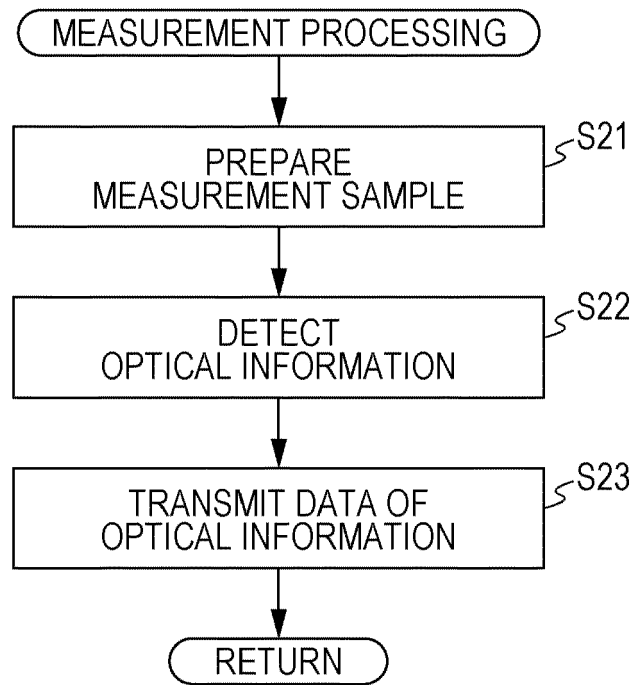 MEASUREMENT PROCESSING
S21
PREPARE
MEASUREMENT SAMPLE
S22
DETECT
OPTICAL INFORMATION
S23
TRANSMIT DATA OF
OPTICAL INFORMATION
RETURN